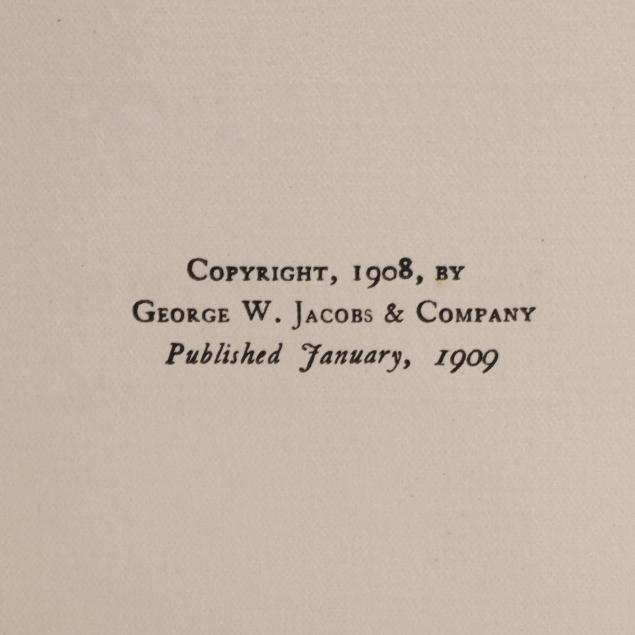 Copyright, 1908, by
George W. Jacobs & Company
Published January, 1909